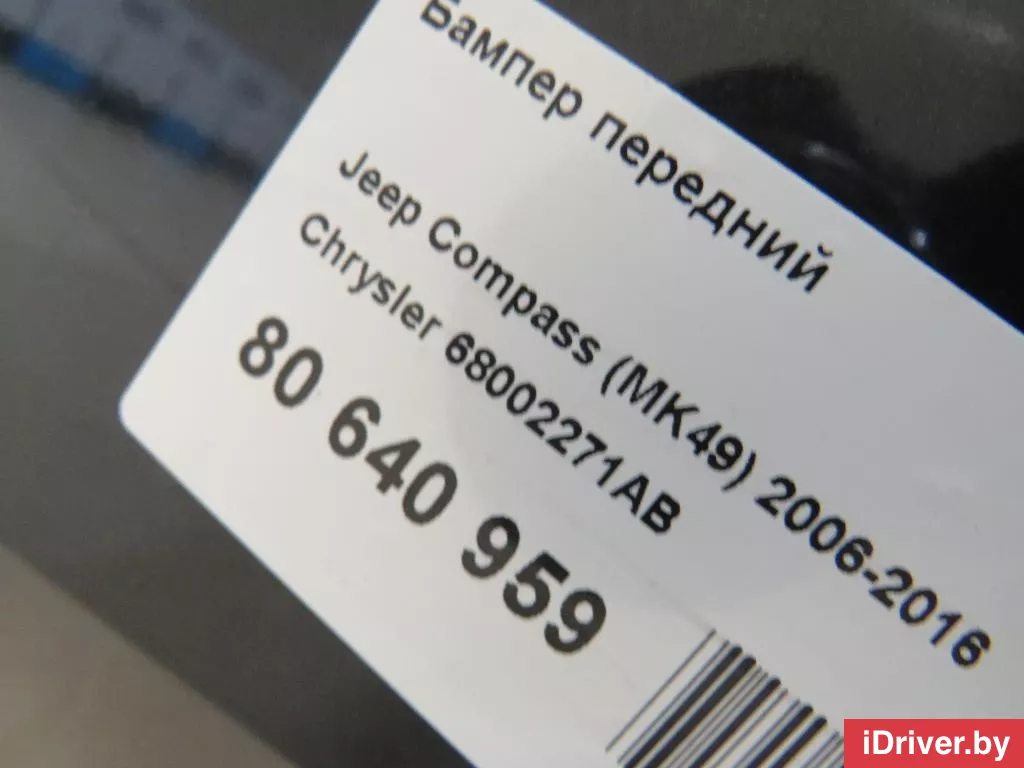 Бампер передний
Jeep Compass (MK49) 2006-2016
Chrysler 68002271AB
80 640 959
iDriver.by